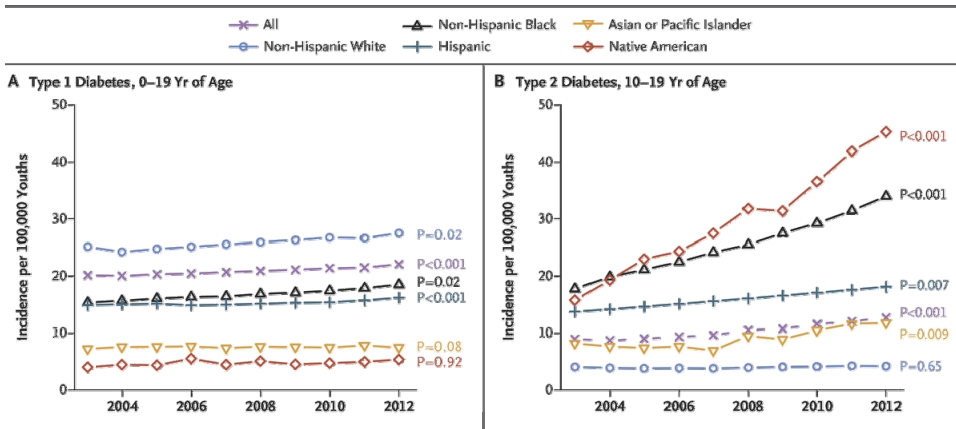 All
Non-Hispanic Black
Asian or Pacific Islander
Non-Hispanic White
Hispanic
Native American
A Type 1 Diabetes, 0–19 Yr of Age
Incidence per 100,000 Youths
50
40
30
20
10
0
2004 2006 2008 2010 2012
P=0.02
P<0.001
P=0.02
P<0.001
P=0.08
P=0.92
B Type 2 Diabetes, 10–19 Yr of Age
Incidence per 100,000 Youths
50
40
30
20
10
0
2004 2006 2008 2010 2012
P<0.001
P<0.001
P=0.007
P<0.001
P=0.009
P=0.65